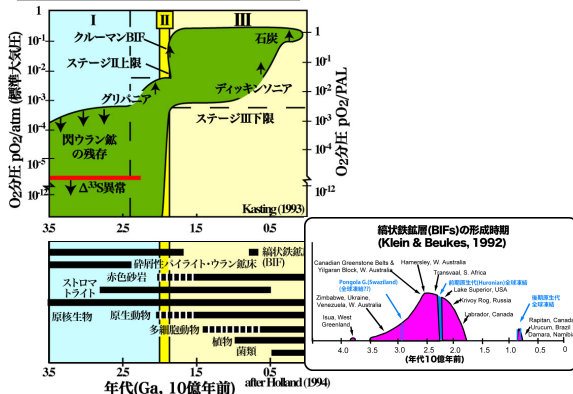 I
II
III
O2分圧 pO2/atm (標準大気圧)
1
10-1
10-2
10-3
10-4
10-5
10-12
クルーマンBIF
ステージII上限
グリパニア
閃ウラン鉱
の残存
Δ33S異常
石炭
ディッキンソニア
ステージIII下限
Kasting (1993)
1
10-1
10-2
10-3
10-4
10-12
O2分圧 pO2/PAL
3.5
2.5
1.5
0.5
縞状鉄鉱
(BIF)
砕屑性パイライト・ウラン鉱床
赤色砂岩
ストロマ
トライト
原核生物
原生動物
多細胞動物
植物
菌類
3.5
2.5
1.5
0.5
年代(Ga, 10億年前)
after Holland (1994)
縞状鉄鉱層(BIFs)の形成時期
(Klein & Beukes, 1992)
Canadian Greenstone Belts &
Yilgaran Block, W. Australia
Hamersley, W. Australia
Transvaal, S. Africa
Pongola G.(Swaziland)
(全球凍結??)
前期原生代(Huronian)全球凍結
Lake Superior, USA
後期原生代
全球凍結
Zimbabwe, Ukraine,
Venezuela, W. Australia
Krivoy Rog, Russia
Labrador, Canada
Isua, West
Greenland
Rapitan, Canada
Urucum, Brazil
Damara, Namibia
4.0
3.0
2.0
1.0
0.5
0
(年代10億年前)